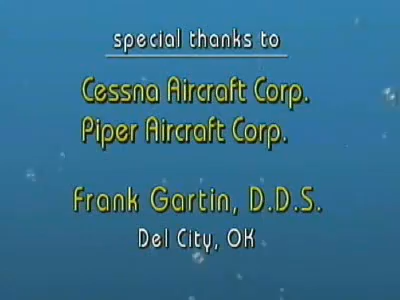 special thanks to
Cessna Aircraft Corp.
Piper Aircraft Corp.
Frank Gartin, D.D.S.
Del City, OK